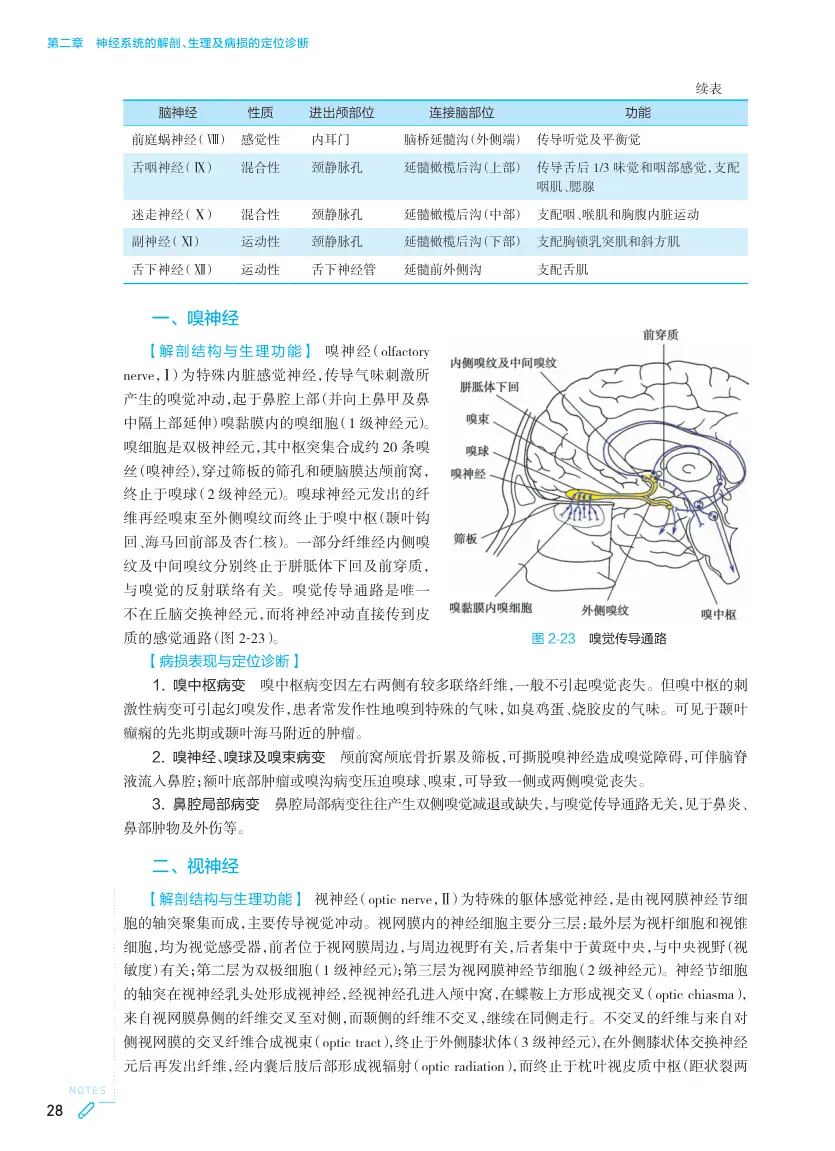 第二章　神经系统的解剖、生理及病损的定位诊断
续表
脑神经　性质　进出颅部位　连接脑部位　功能
前庭蜗神经（Ⅷ）　感觉性　内耳门　脑桥延髓沟（外侧端）　传导听觉及平衡觉
舌咽神经（Ⅸ）　混合性　颈静脉孔　延髓橄榄后沟（上部）　传导舌后 1/3 味觉和咽部感觉，支配
咽肌、腮腺
迷走神经（Ⅹ）　混合性　颈静脉孔　延髓橄榄后沟（中部）　支配咽、喉肌和胸腹内脏运动
副神经（Ⅺ）　运动性　颈静脉孔　延髓橄榄后沟（下部）　支配胸锁乳突肌和斜方肌
舌下神经（Ⅻ）　运动性　舌下神经管　延髓前外侧沟　支配舌肌
一、嗅神经
【解剖结构与生理功能】　嗅神经（olfactory
nerve，Ⅰ）为特殊内脏感觉神经，传导气味刺激所
产生的嗅觉冲动，起于鼻腔上部（并向上鼻甲及鼻
中隔上部延伸）嗅黏膜内的嗅细胞（1 级神经元）。
嗅细胞是双极神经元，其中枢突集合成约 20 条嗅
丝（嗅神经），穿过筛板的筛孔和硬脑膜达颅前窝，
终止于嗅球（2 级神经元）。嗅球神经元发出的纤
维再经嗅束至外侧嗅纹而终止于嗅中枢（颞叶钩
回、海马回前部及杏仁核）。一部分纤维经内侧嗅
纹及中间嗅纹分别终止于胼胝体下回及前穿质，
与嗅觉的反射联络有关。嗅觉传导通路是唯一
不在丘脑交换神经元，而将神经冲动直接传到皮
质的感觉通路（图 2-23）。
前穿质
内侧嗅纹及中间嗅纹
胼胝体下回
嗅束
嗅球
嗅神经
筛板
嗅黏膜内嗅细胞
外侧嗅纹
嗅中枢
图 2-23　嗅觉传导通路
【病损表现与定位诊断】
1. 嗅中枢病变　嗅中枢病变因左右两侧有较多联络纤维，一般不引起嗅觉丧失。但嗅中枢的刺
激性病变可引起幻嗅发作，患者常发作性地嗅到特殊的气味，如臭鸡蛋、烧胶皮的气味。可见于颞叶
癫痫的先兆期或颞叶海马附近的肿瘤。
2. 嗅神经、嗅球及嗅束病变　颅前窝颅底骨折累及筛板，可撕脱嗅神经造成嗅觉障碍，可伴脑脊
液流入鼻腔；额叶底部肿瘤或嗅沟病变压迫嗅球、嗅束，可导致一侧或两侧嗅觉丧失。
3. 鼻腔局部病变　鼻腔局部病变往往产生双侧嗅觉减退或缺失，与嗅觉传导通路无关，见于鼻炎、
鼻部肿物及外伤等。
二、视神经
【解剖结构与生理功能】　视神经（optic nerve，Ⅱ）为特殊的躯体感觉神经，是由视网膜神经节细
胞的轴突聚集而成，主要传导视觉冲动。视网膜内的神经细胞主要分三层：最外层为视杆细胞和视锥
细胞，均为视觉感受器，前者位于视网膜周边，与周边视野有关，后者集中于黄斑中央，与中央视野（视
敏度）有关；第二层为双极细胞（1 级神经元）；第三层为视网膜神经节细胞（2 级神经元）。神经节细胞
的轴突在视神经乳头处形成视神经，经视神经孔进入颅中窝，在蝶鞍上方形成视交叉（optic chiasma），
来自视网膜鼻侧的纤维交叉至对侧，而颞侧的纤维不交叉，继续在同侧走行。不交叉的纤维与来自对
侧视网膜的交叉纤维合成视束（optic tract），终止于外侧膝状体（3 级神经元），在外侧膝状体交换神经
元后再发出纤维、经内囊后肢后部形成视辐射（optic radiation），而终止于枕叶视皮质中枢（距状裂两
NOTES
28